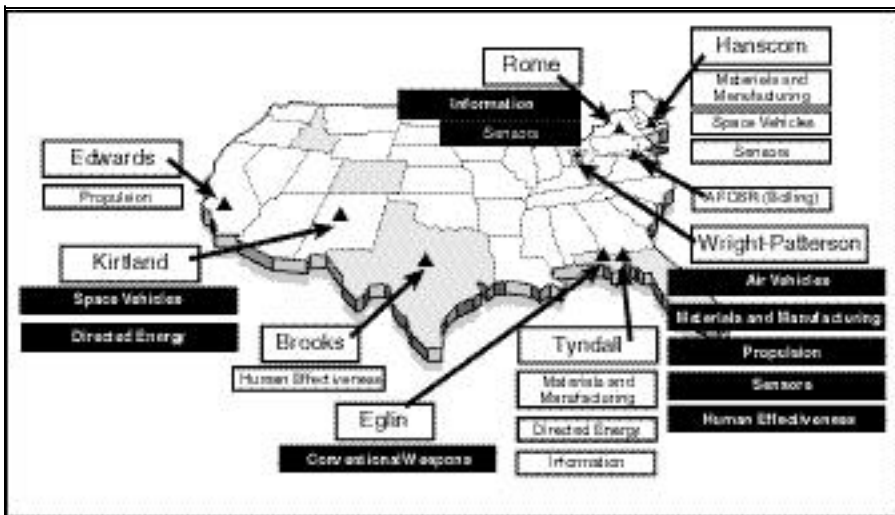 Hanscom
Materials and
Manufacturing
Space Vehicles
Sensors
Rome
Information
Sensors
Edwards
Propulsion
AFOSR (Bolling)
Wright-Patterson
Air Vehicles
Materials and Manufacturing
Propulsion
Sensors
Human Effectiveness
Kirtland
Space Vehicles
Directed Energy
Brooks
Human Effectiveness
Tyndall
Materials and
Manufacturing
Directed Energy
Information
Eglin
Conventional Weapons